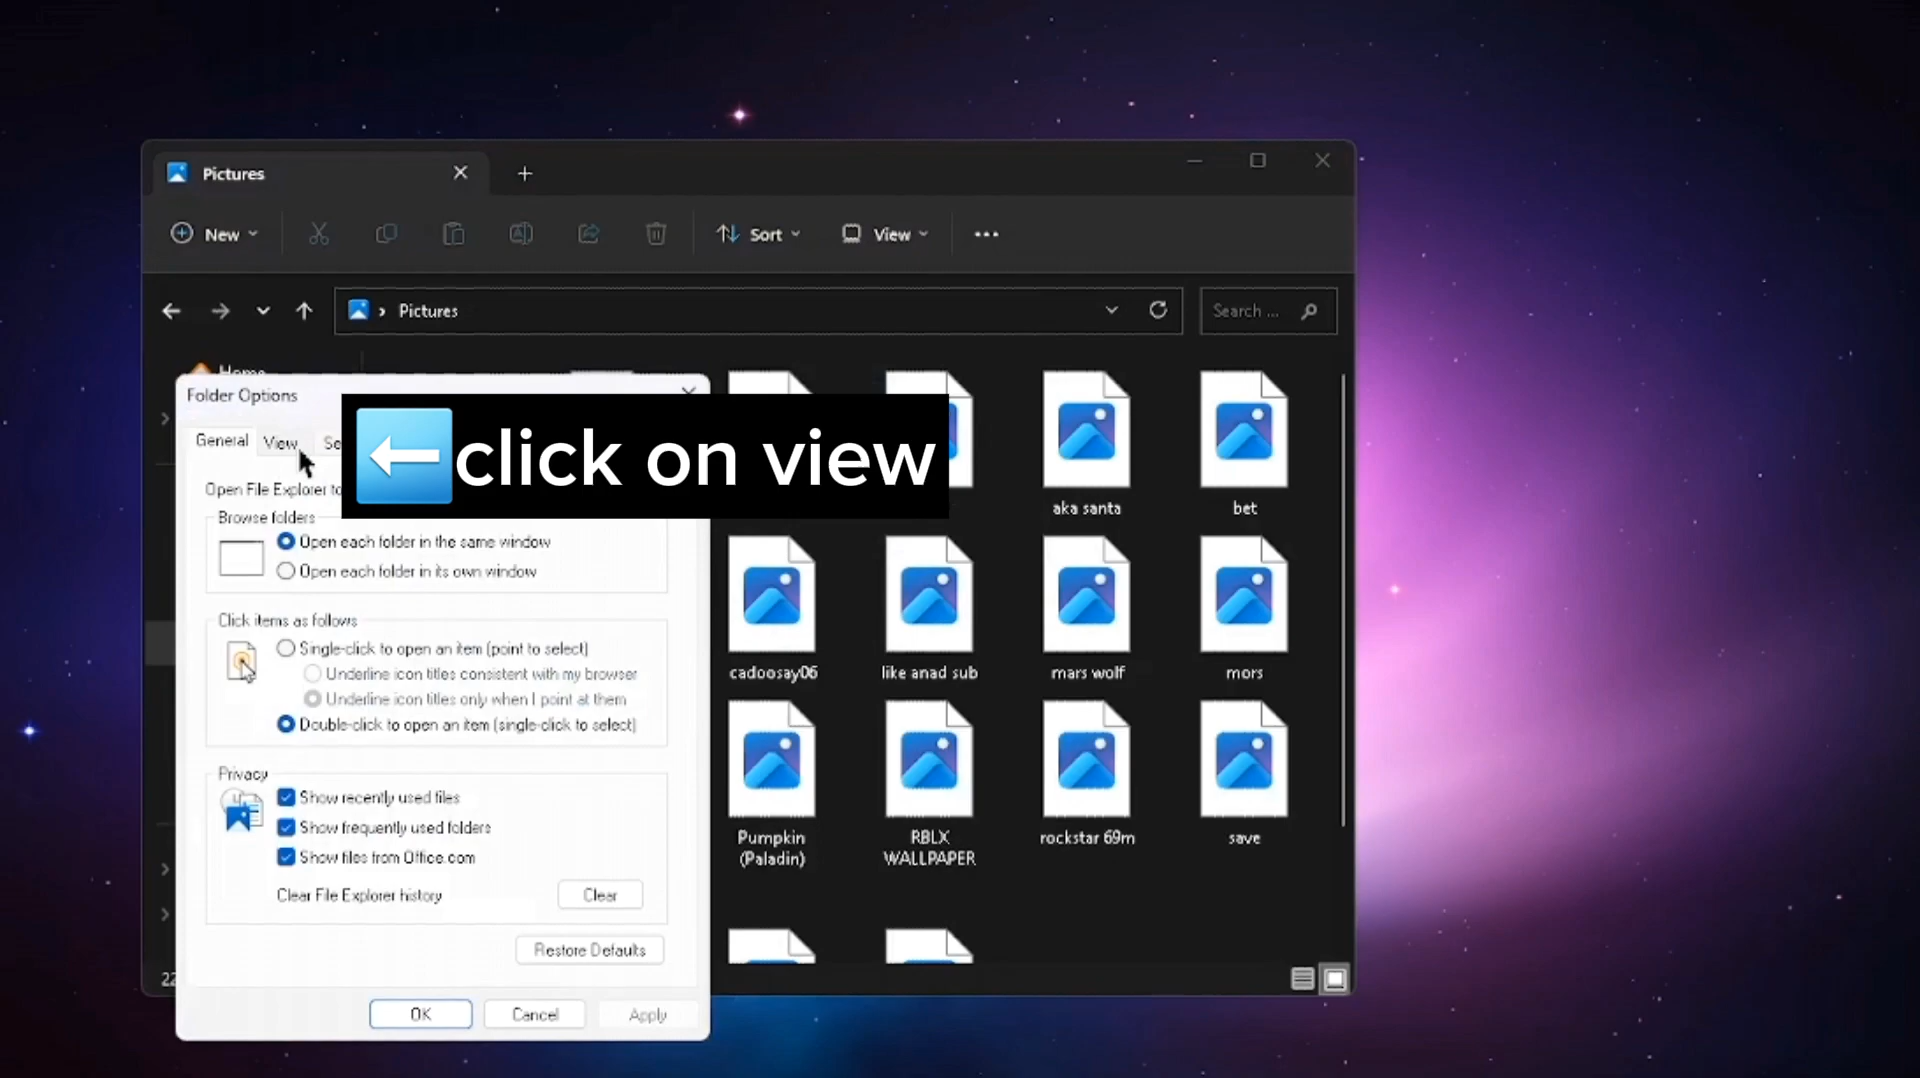 Pictures
New
Sort
View
Pictures
Search ...
Home
Folder Options
General
View
click on view
Open File Explorer to
Browse folders
Open each folder in the same window
Open each folder in its own window
Click items as follows
Single-click to open an item (point to select)
Underline icon titles consistent with my browser
Underline icon titles only when I point at them
Double-click to open an item (single-click to select)
Privacy
Show recently used files
Show frequently used folders
Show files from Office.com
Clear File Explorer history
Clear
Restore Defaults
OK
Cancel
Apply
aka santa
bet
cadoosay06
like anad sub
mars wolf
mors
Pumpkin
(Paladin)
RBLX
WALLPAPER
rockstar 69m
save
22